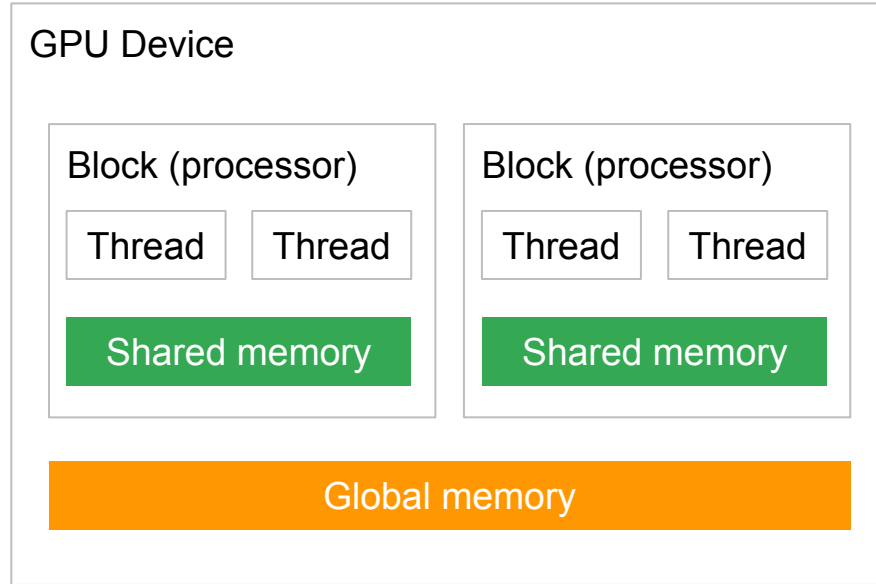 GPU Device
Block (processor)
Block (processor)
Thread
Thread
Thread
Thread
Shared memory
Shared memory
Global memory